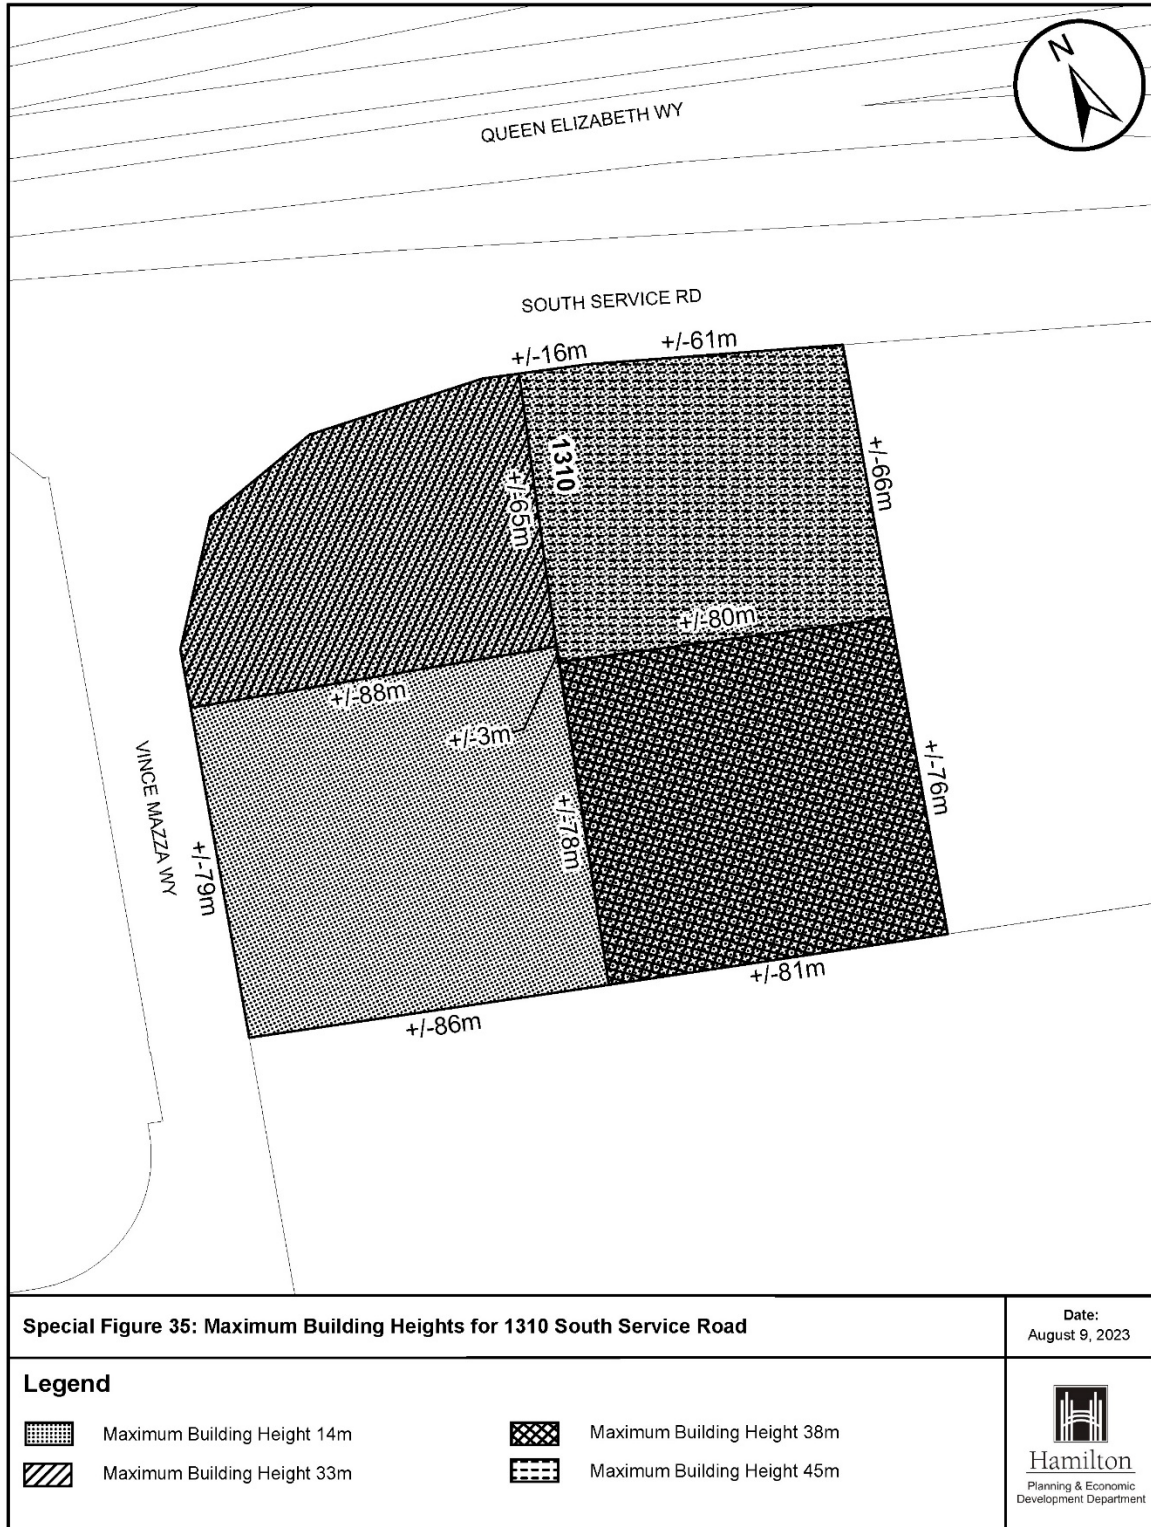 N
QUEEN ELIZABETH WY
SOUTH SERVICE RD
+/-16m
+/-61m
1310
+/-65m
+/-66m
+/-80m
+/-88m
+/-3m
VINCE MAZZA WY
+/-79m
+/-78m
+/-76m
+/-81m
+/-86m
Special Figure 35: Maximum Building Heights for 1310 South Service Road
Date:
August 9, 2023
Legend
Maximum Building Height 14m
Maximum Building Height 38m
Maximum Building Height 33m
Maximum Building Height 45m
Hamilton
Planning & Economic
Development Department